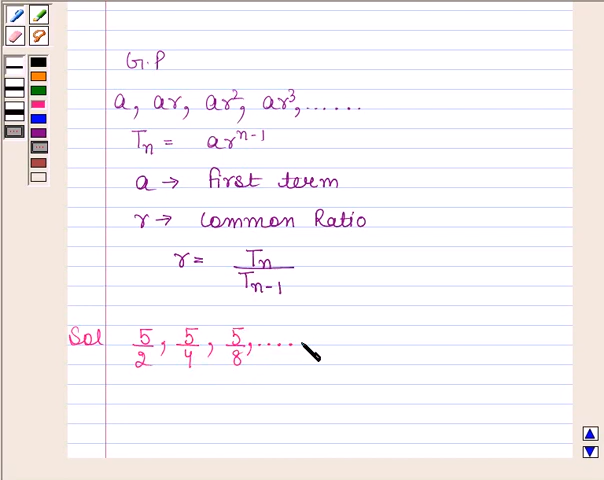 G.P
a, ar, ar², ar³, ......
Tₙ = arⁿ⁻¹
a → first term
r → Common Ratio
r = Tₙ / Tₙ₋₁
Sol 5/2, 5/4, 5/8, .....